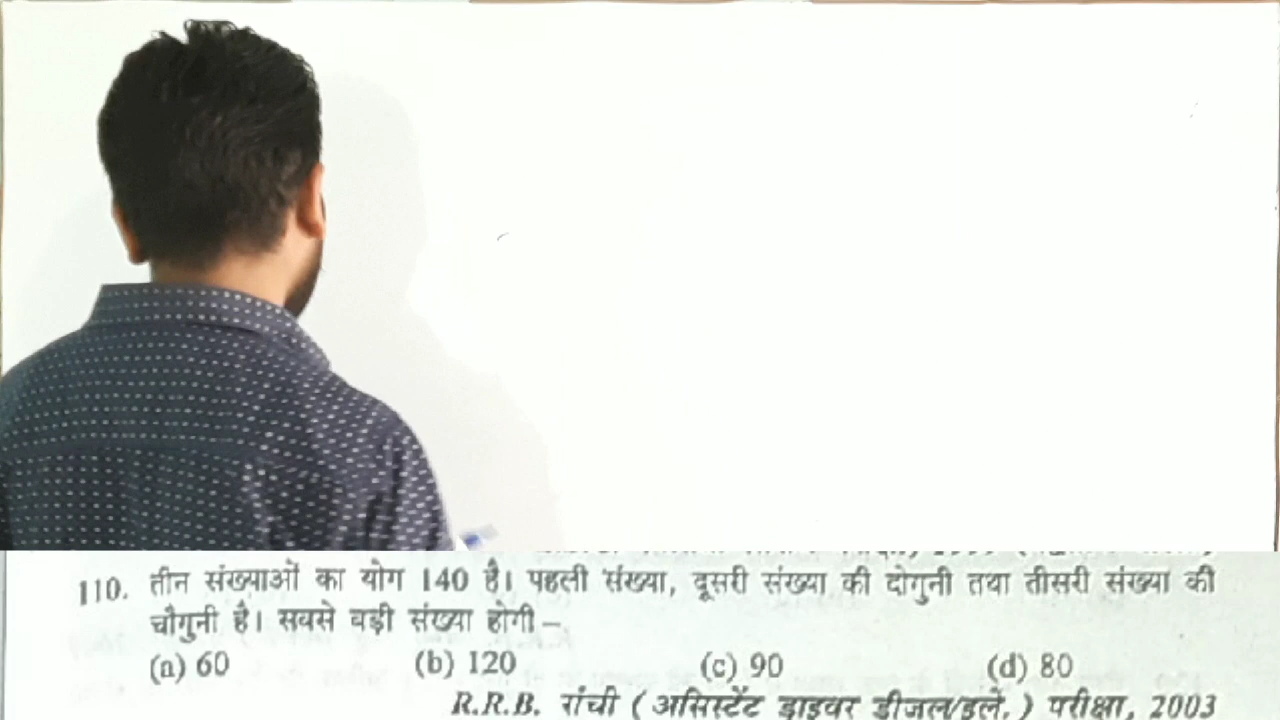 110. तीन संख्याओं का योग 140 है। पहली संख्या, दूसरी संख्या की दोगुनी तथा तीसरी संख्या की
चौगुनी है। सबसे बड़ी संख्या होगी –
(a) 60 (b) 120 (c) 90 (d) 80
R.R.B. रांची ( असिस्टेंट ड्राइवर डीजल/इले. ) परीक्षा, 2003